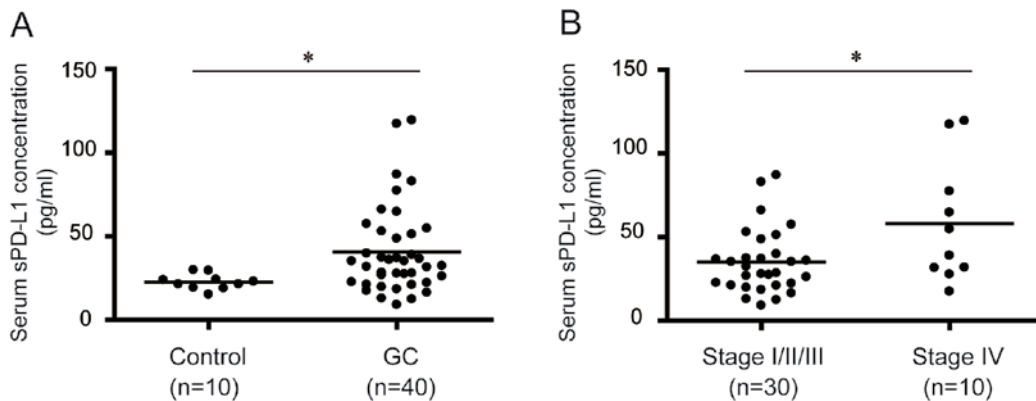 A
Serum sPD-L1 concentration
(pg/ml)
150
100
50
0
*
Control
(n=10)
GC
(n=40)
B
Serum sPD-L1 concentration
(pg/ml)
150
100
50
0
*
Stage I/II/III
(n=30)
Stage IV
(n=10)